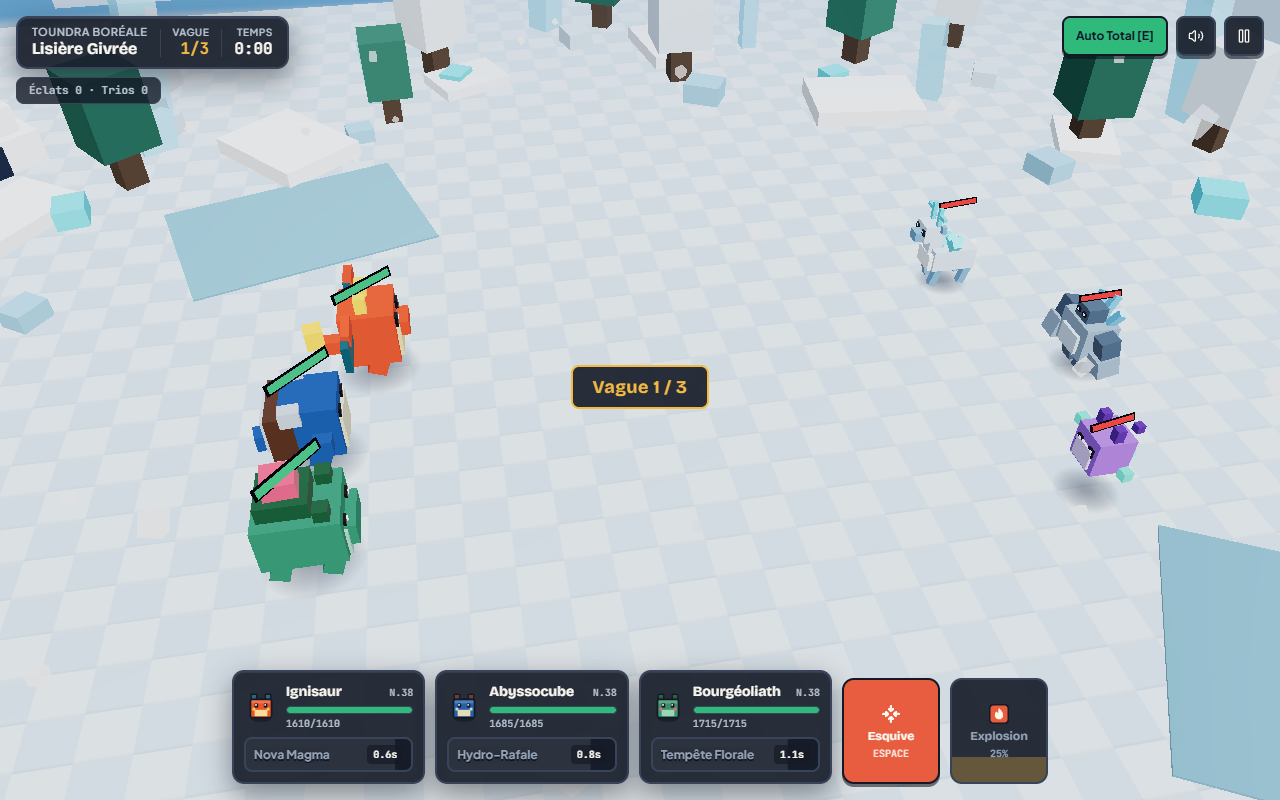 TOUNDRA BORÉALE
Lisière Givrée
VAGUE
1/3
TEMPS
0:00
Éclats 0 · Trios 0
Auto Total [E]
Vague 1 / 3
Ignisaur N.38
1610/1610
Nova Magma 0.6s
Abyssocube N.38
1685/1685
Hydro-Rafale 0.8s
Bourgéoliath N.38
1715/1715
Tempête Florale 1.1s
Esquive
ESPACE
Explosion
25%